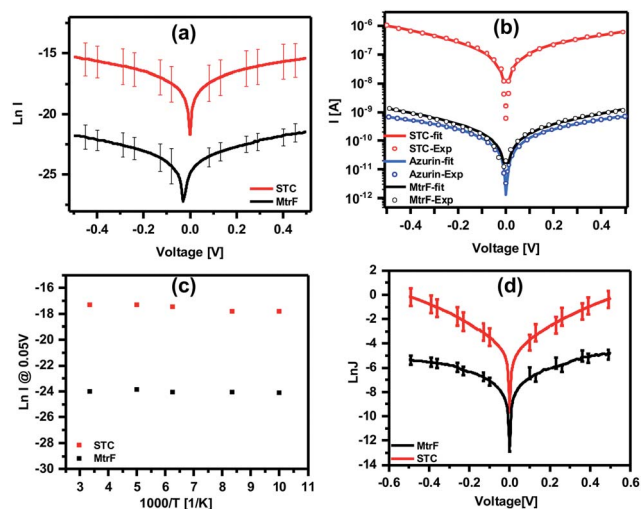 (a)
Ln I
-15
-20
-25
STC
MtrF
-0.4 -0.2 0.0 0.2 0.4
Voltage [V]
(b)
I [A]
10⁻⁶
10⁻⁷
10⁻⁸
10⁻⁹
10⁻¹⁰
10⁻¹¹
10⁻¹²
STC-fit
STC-Exp
Azurin-fit
Azurin-Exp
MtrF-fit
MtrF-Exp
-0.4 -0.2 0.0 0.2 0.4
Voltage [V]
(c)
Ln I @ 0.05V
-16
-18
-20
-22
-24
-26
-28
-30
STC
MtrF
3 4 5 6 7 8 9 10 11
1000/T [1/K]
(d)
LnJ
2
0
-2
-4
-6
-8
-10
-12
-14
MtrF
STC
-0.6 -0.4 -0.2 0.0 0.2 0.4 0.6
Voltage[V]